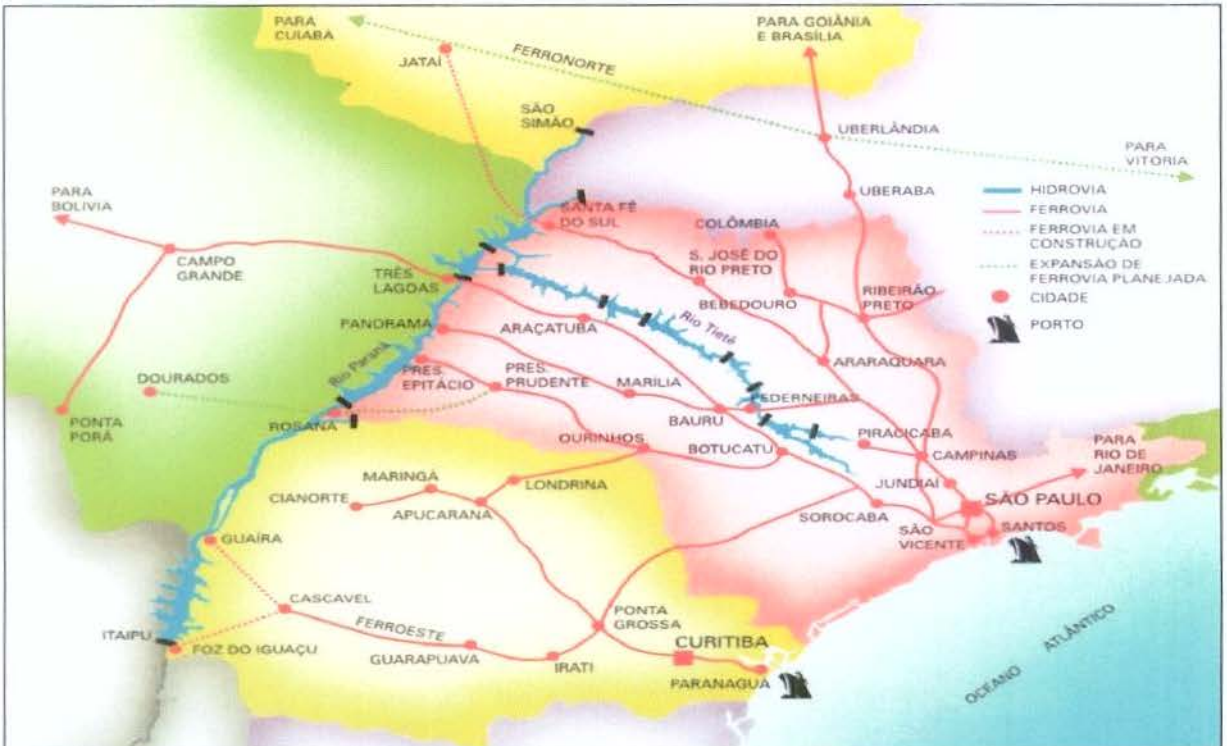 PARA
CUIABÁ
JATAÍ
FERRONORTE
PARA GOIÂNIA
E BRASÍLIA
SÃO
SIMÃO
UBERLÂNDIA
PARA
VITORIA
UBERABA
PARA
BOLÍVIA
CAMPO
GRANDE
SANTA FÉ
DO SUL
COLÔMBIA
HIDROVIA
FERROVIA
FERROVIA EM
CONSTRUÇÃO
EXPANSÃO DE
FERROVIA PLANEJADA
CIDADE
PORTO
TRÊS
LAGOAS
S. JOSÉ DO
RIO PRETO
BEBEDOURO
RIBEIRÃO
PRETO
PANORAMA
ARAÇATUBA
Rio Tietê
ARARAQUARA
Rio Paraná
DOURADOS
PRES.
EPITÁCIO
PRES.
PRUDENTE
MARÍLIA
PEDERNEIRAS
PONTA
PORÃ
ROSANA
BAURU
OURINHOS
BOTUCATU
PIRACICABA
CAMPINAS
PARA
RIO DE
JANEIRO
MARINGÁ
CIANORTE
LONDRINA
APUCARANA
JUNDIAÍ
SÃO PAULO
SOROCABA
SÃO
VICENTE
SANTOS
GUAÍRA
CASCAVEL
FERROESTE
PONTA
GROSSA
ITAIPU
FOZ DO IGUAÇU
GUARAPUAVA
IRATI
CURITIBA
PARANAGUÁ
OCEANO ATLÂNTICO